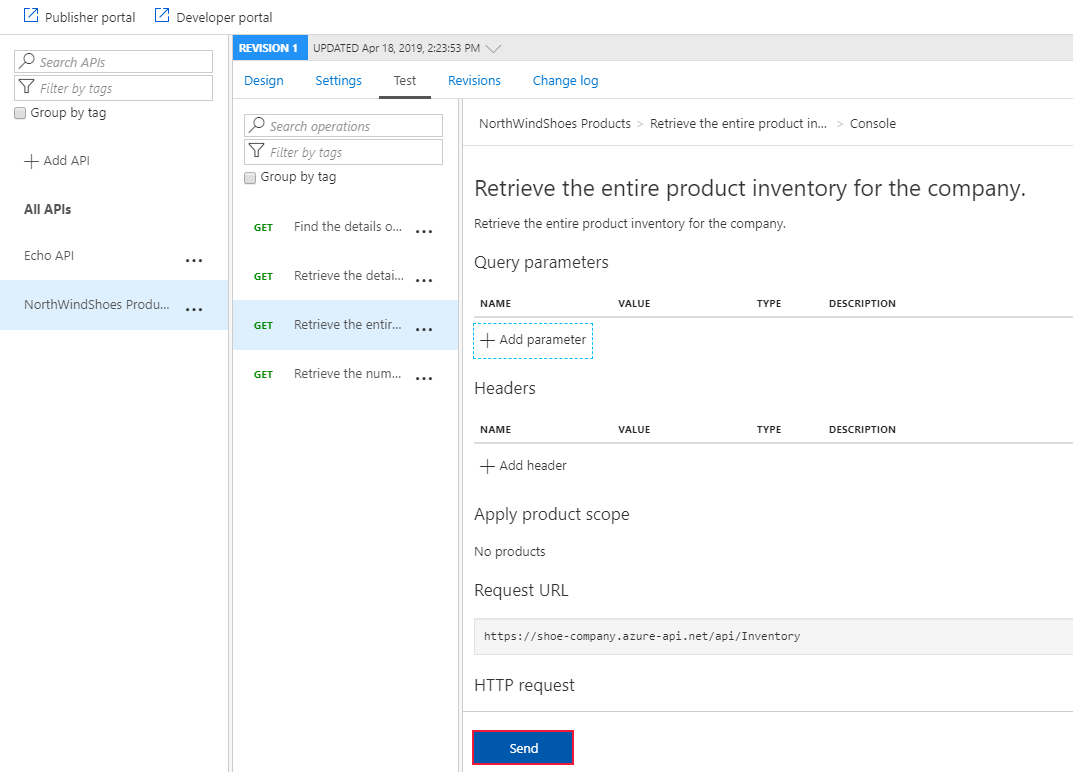 Publisher portal Developer portal
Search APIs
Filter by tags
Group by tag
Add API
All APIs
Echo API ...
NorthWindShoes Produ... ...
REVISION 1 UPDATED Apr 18, 2019, 2:23:53 PM
Design Settings Test Revisions Change log
Search operations
Filter by tags
Group by tag
GET Find the details o... ...
GET Retrieve the detai... ...
GET Retrieve the entir... ...
GET Retrieve the num... ...
NorthWindShoes Products > Retrieve the entire product in... > Console
Retrieve the entire product inventory for the company.
Retrieve the entire product inventory for the company.
Query parameters
NAME VALUE TYPE DESCRIPTION
Add parameter
Headers
NAME VALUE TYPE DESCRIPTION
Add header
Apply product scope
No products
Request URL
https://shoe-company.azure-api.net/api/Inventory
HTTP request
Send